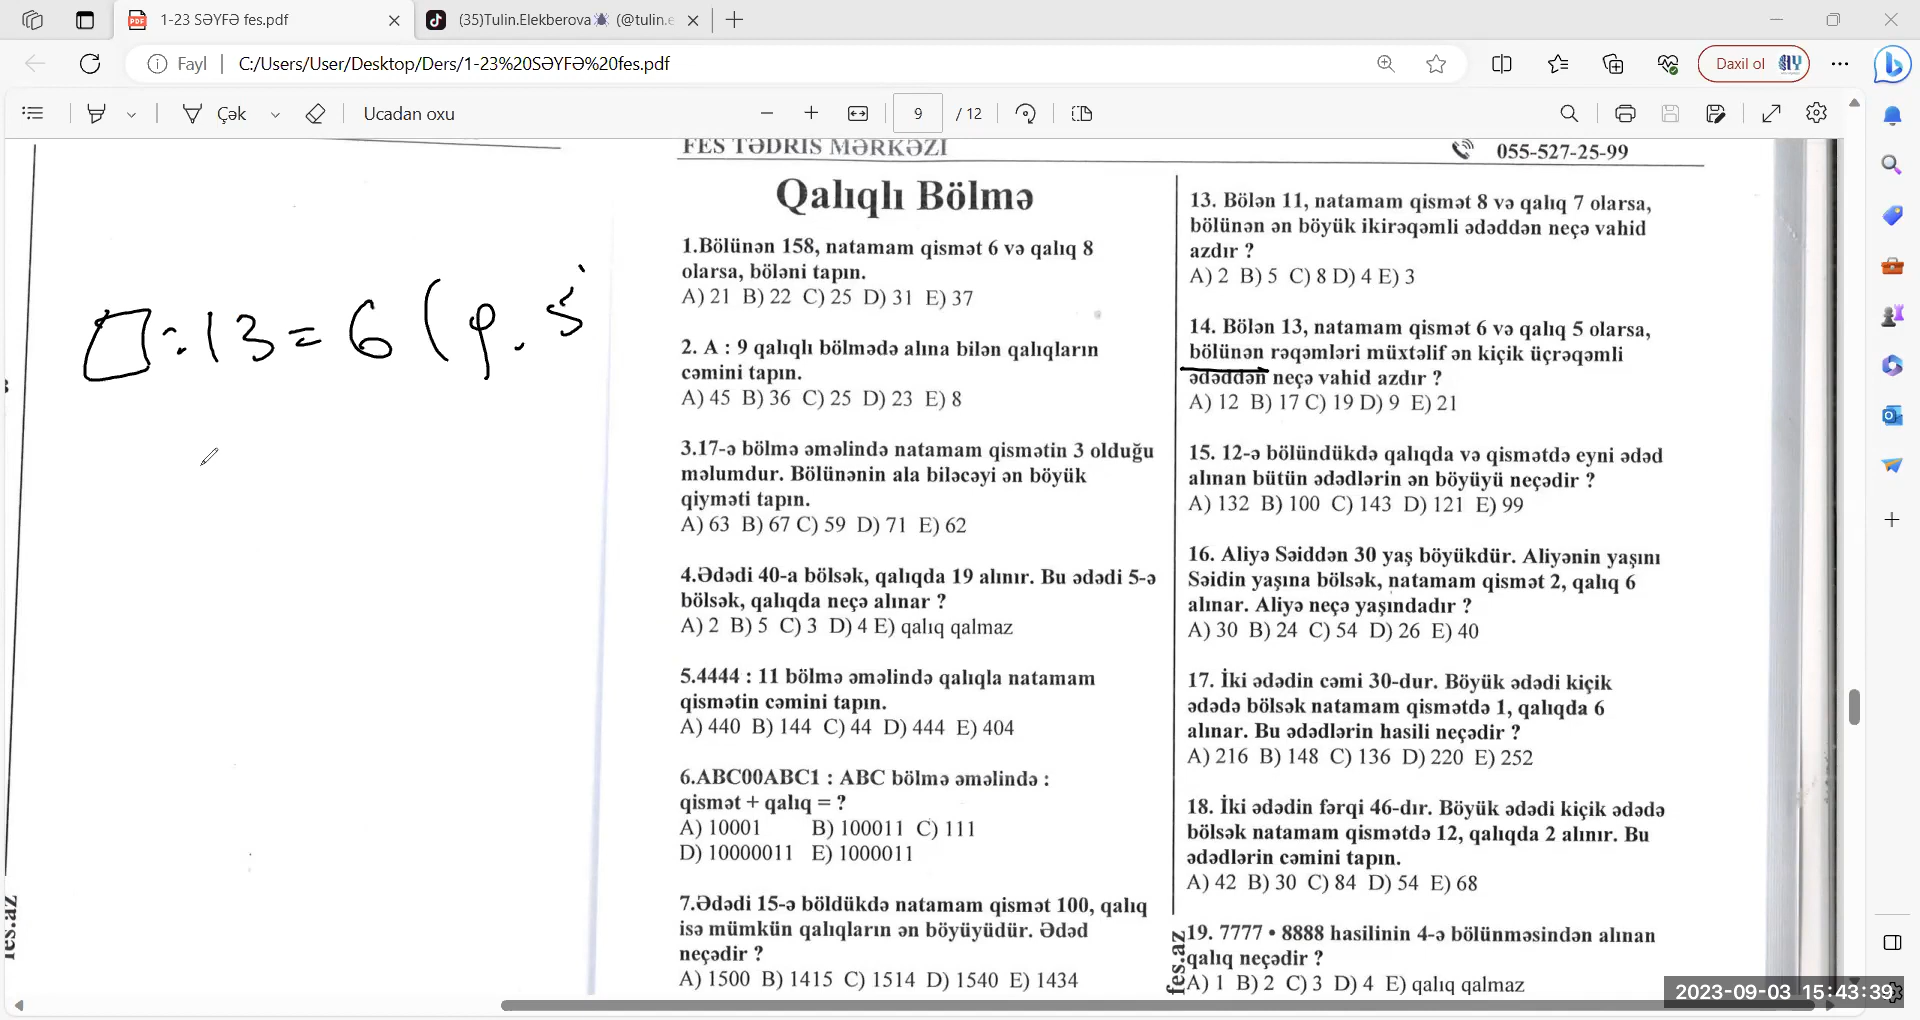 1-23 SƏYFƏ fes.pdf
(35)Tulin.Elekberova🕷 (@tulin.e
Fayl
C:/Users/User/Desktop/Ders/1-23%20SƏYFƏ%20fes.pdf
Daxil ol
Çək
Ucadan oxu
9 / 12
FES TƏDRİS MƏRKƏZİ
055-527-25-99
□:13=6 (q. 5
fes.az
Qalıqlı Bölmə
1.Bölünən 158, natamam qismət 6 və qalıq 8
olarsa, böləni tapın.
A) 21 B) 22 C) 25 D) 31 E) 37
2. A : 9 qalıqlı bölmədə alına bilən qalıqların
cəmini tapın.
A) 45 B) 36 C) 25 D) 23 E) 8
3.17-ə bölmə əməlində natamam qismətin 3 olduğu
məlumdur. Bölünənin ala biləcəyi ən böyük
qiyməti tapın.
A) 63 B) 67 C) 59 D) 71 E) 62
4.Ədədi 40-a bölsək, qalıqda 19 alınır. Bu ədədi 5-ə
bölsək, qalıqda neçə alınar ?
A) 2 B) 5 C) 3 D) 4 E) qalıq qalmaz
5.4444 : 11 bölmə əməlində qalıqla natamam
qismətin cəmini tapın.
A) 440 B) 144 C) 44 D) 444 E) 404
6.ABC00ABC1 : ABC bölmə əməlində :
qismət + qalıq = ?
A) 10001 B) 100011 C) 111
D) 10000011 E) 1000011
7.Ədədi 15-ə böldükdə natamam qismət 100, qalıq
isə mümkün qalıqların ən böyüyüdür. Ədəd
neçədir ?
A) 1500 B) 1415 C) 1514 D) 1540 E) 1434
13. Bölən 11, natamam qismət 8 və qalıq 7 olarsa,
bölünən ən böyük ikirəqəmli ədəddən neçə vahid
azdır ?
A) 2 B) 5 C) 8 D) 4 E) 3
14. Bölən 13, natamam qismət 6 və qalıq 5 olarsa,
bölünən rəqəmləri müxtəlif ən kiçik üçrəqəmli
ədəddən neçə vahid azdır ?
A) 12 B) 17 C) 19 D) 9 E) 21
15. 12-ə bölündükdə qalıqda və qismətdə eyni ədəd
alınan bütün ədədlərin ən böyüyü neçədir ?
A) 132 B) 100 C) 143 D) 121 E) 99
16. Aliyə Səiddən 30 yaş böyükdür. Aliyənin yaşını
Səidin yaşına bölsək, natamam qismət 2, qalıq 6
alınar. Aliyə neçə yaşındadır ?
A) 30 B) 24 C) 54 D) 26 E) 40
17. İki ədədin cəmi 30-dur. Böyük ədədi kiçik
ədədə bölsək natamam qismətdə 1, qalıqda 6
alınar. Bu ədədlərin hasili neçədir ?
A) 216 B) 148 C) 136 D) 220 E) 252
18. İki ədədin fərqi 46-dır. Böyük ədədi kiçik ədədə
bölsək natamam qismətdə 12, qalıqda 2 alınır. Bu
ədədlərin cəmini tapın.
A) 42 B) 30 C) 84 D) 54 E) 68
19. 7777 • 8888 hasilinin 4-ə bölünməsindən alınan
qalıq neçədir ?
A) 1 B) 2 C) 3 D) 4 E) qalıq qalmaz
fes.az
2023-09-03 15:43:39